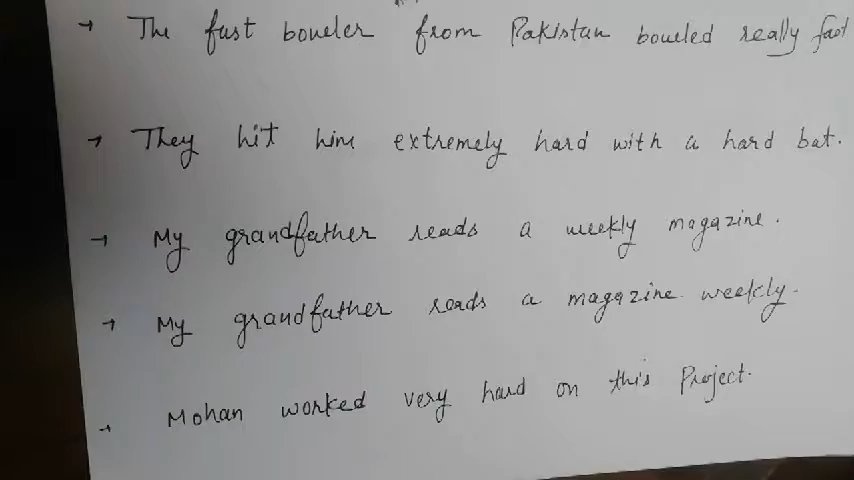 → The fast bowler from Pakistan bowled really fast
→ They hit him extremely hard with a hard bat.
→ My grandfather reads a weekly magazine.
→ My grandfather reads a magazine weekly.
→ Mohan worked very hard on this Project.